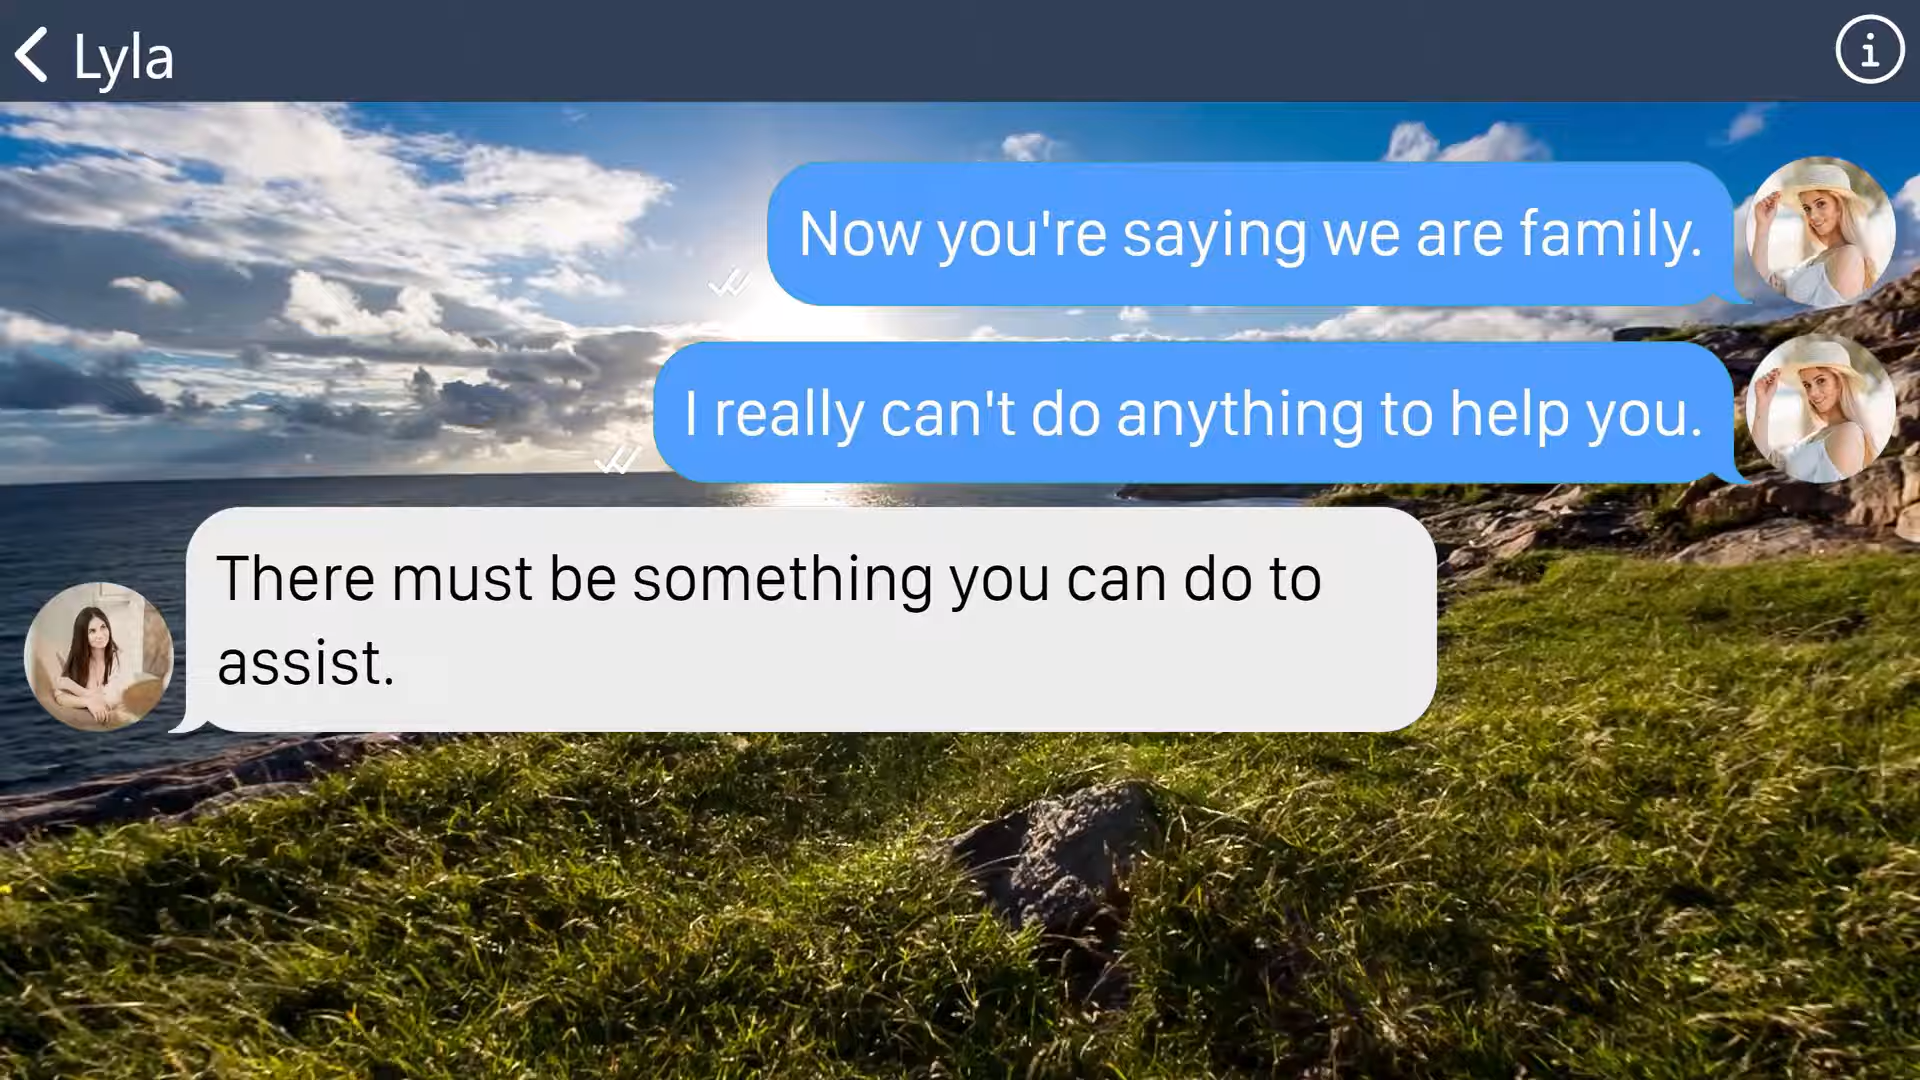 Lyla
Now you're saying we are family.
I really can't do anything to help you.
There must be something you can do to
assist.